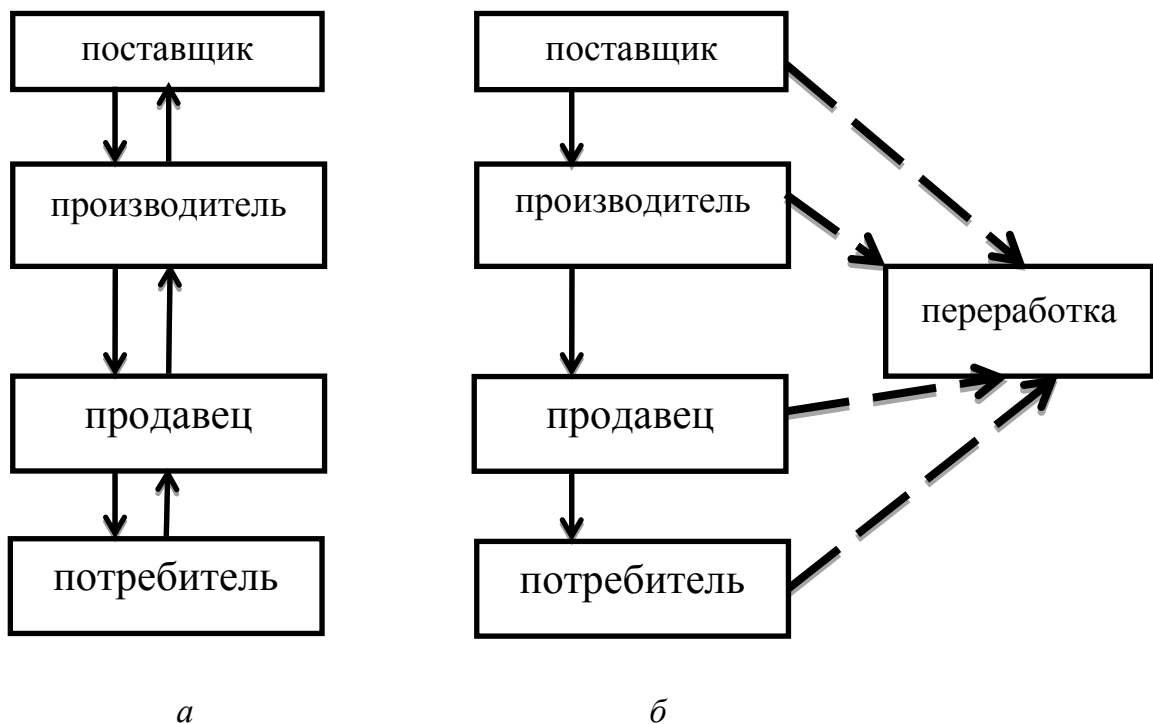 поставщик
производитель
продавец
потребитель
а
поставщик
производитель
продавец
потребитель
переработка
б